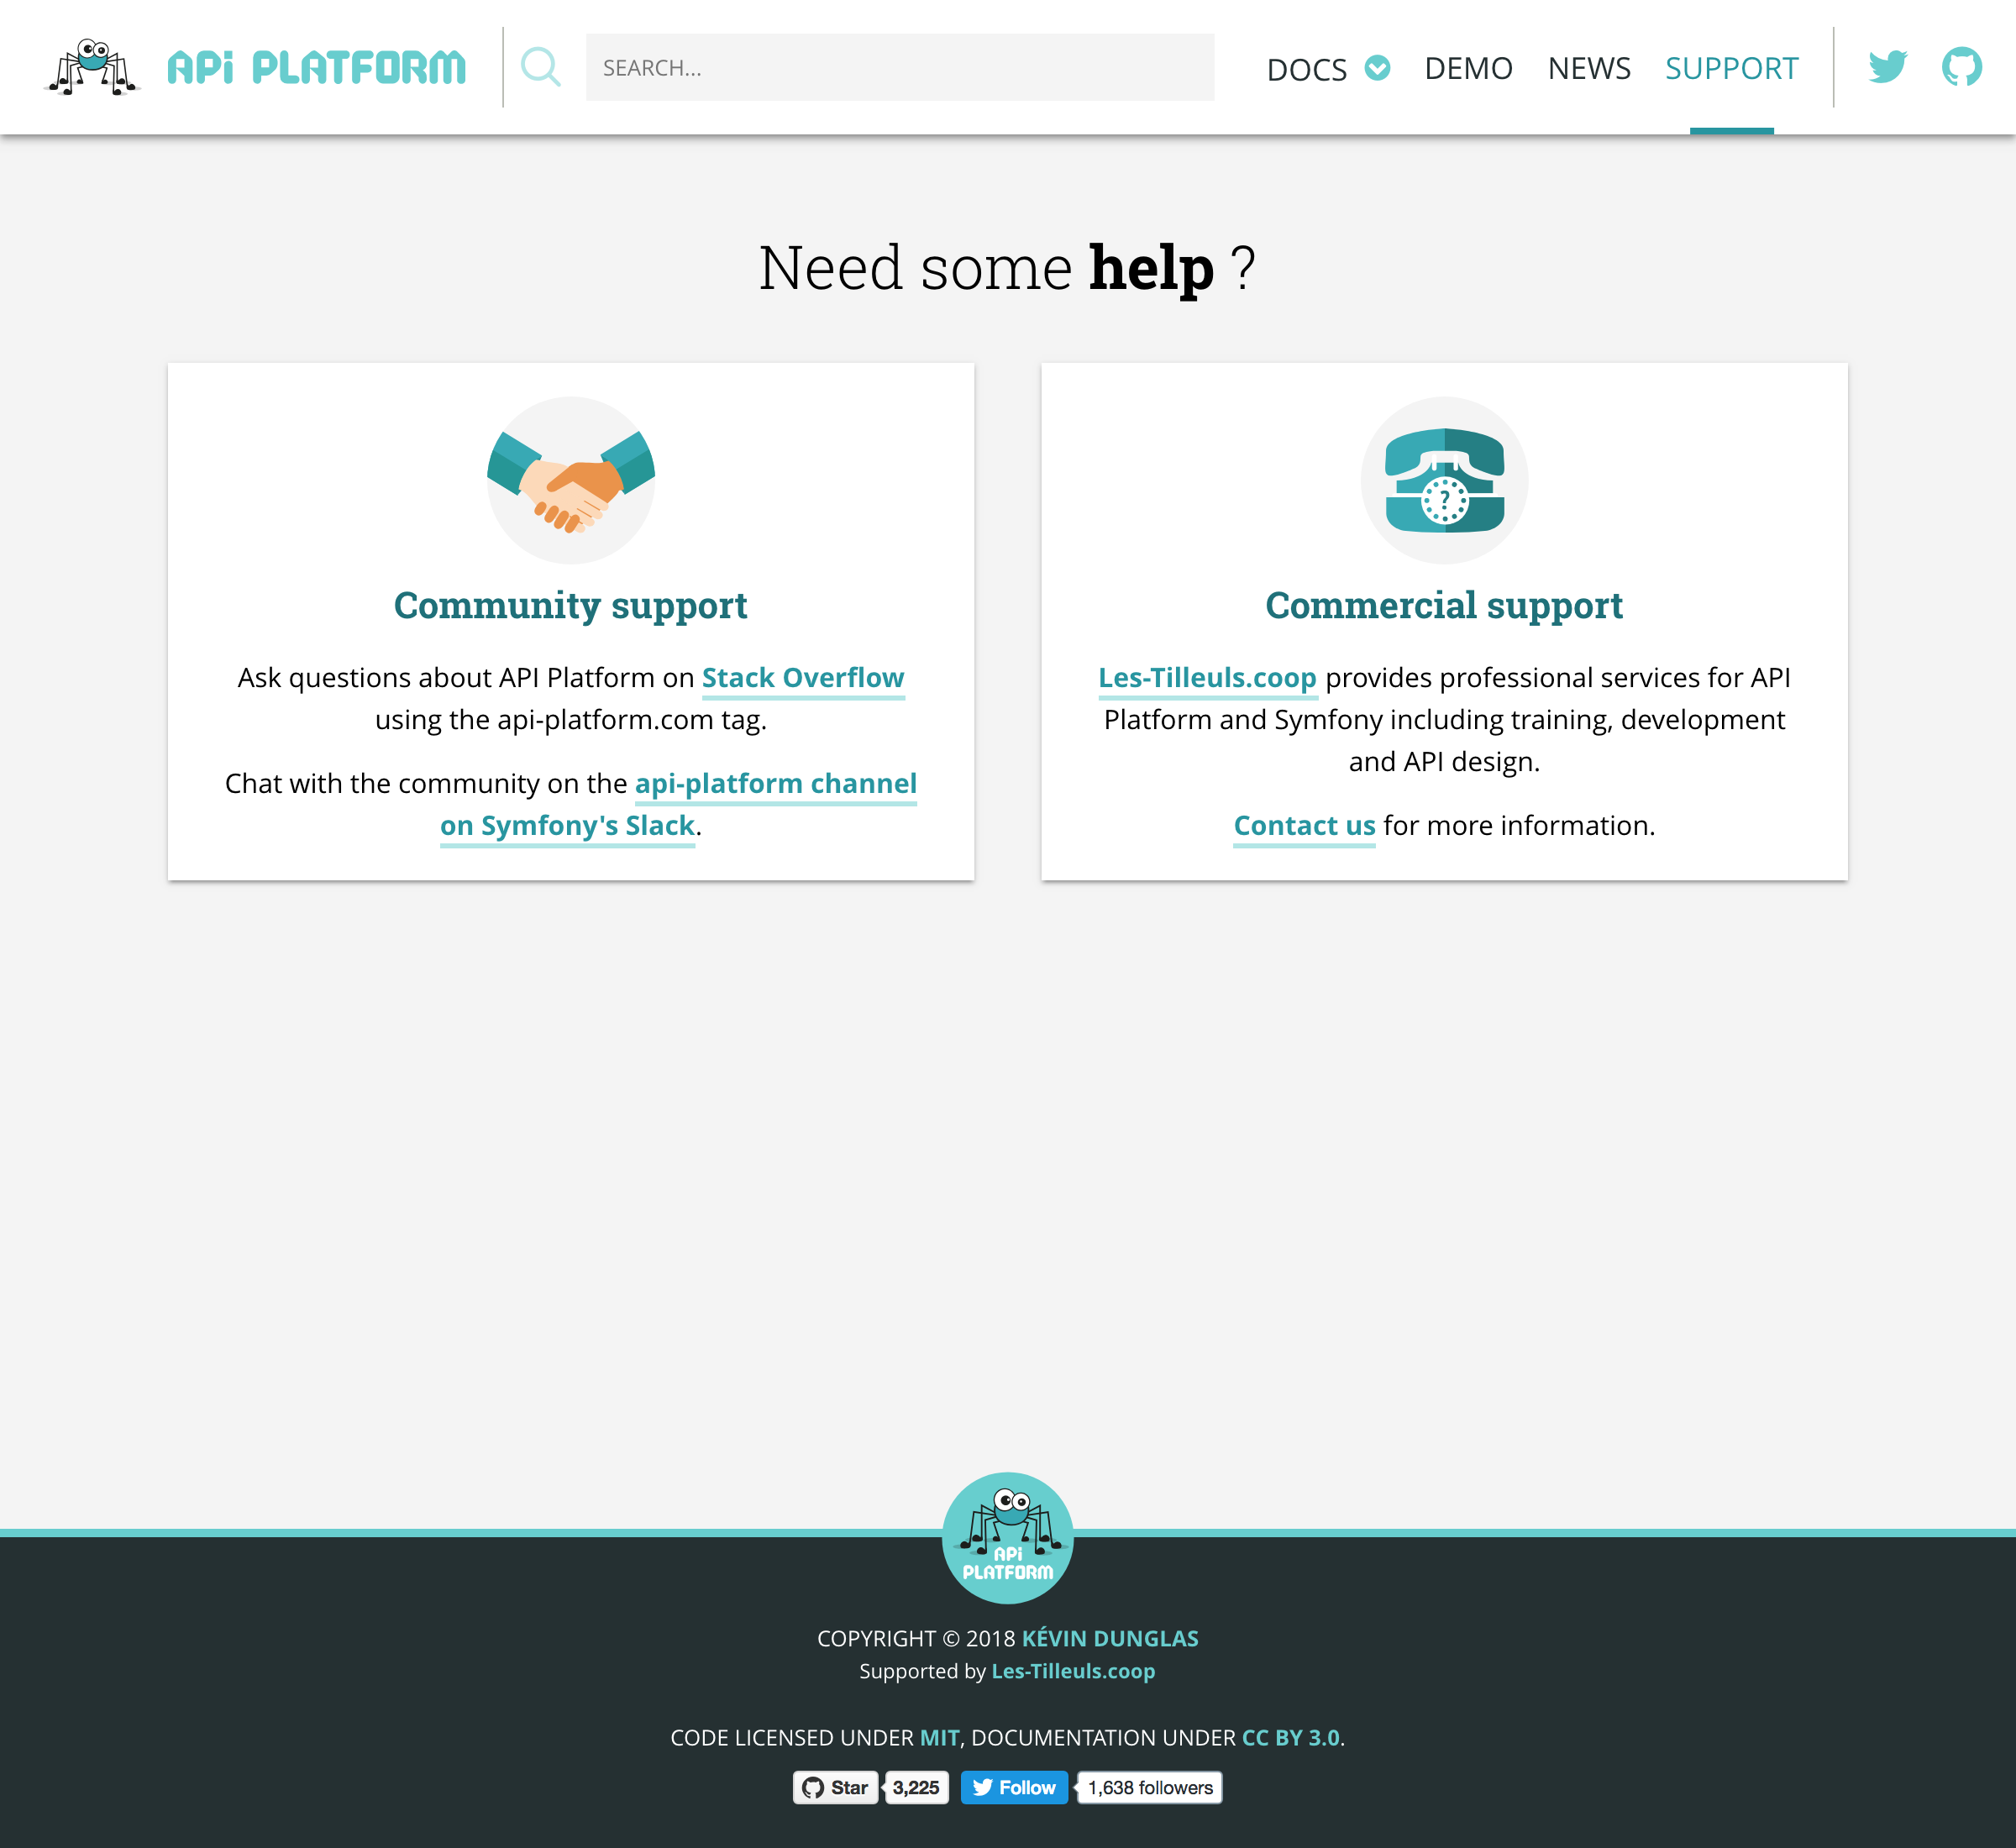 APi PLATFORM
SEARCH...
DOCS DEMO NEWS SUPPORT
Need some help ?
Community support
Ask questions about API Platform on Stack Overflow
using the api-platform.com tag.
Chat with the community on the api-platform channel
on Symfony's Slack.
?
Commercial support
Les-Tilleuls.coop provides professional services for API
Platform and Symfony including training, development
and API design.
Contact us for more information.
APi
PLATFORM
COPYRIGHT © 2018 KÉVIN DUNGLAS
Supported by Les-Tilleuls.coop
CODE LICENSED UNDER MIT, DOCUMENTATION UNDER CC BY 3.0.
Star 3,225 Follow 1,638 followers